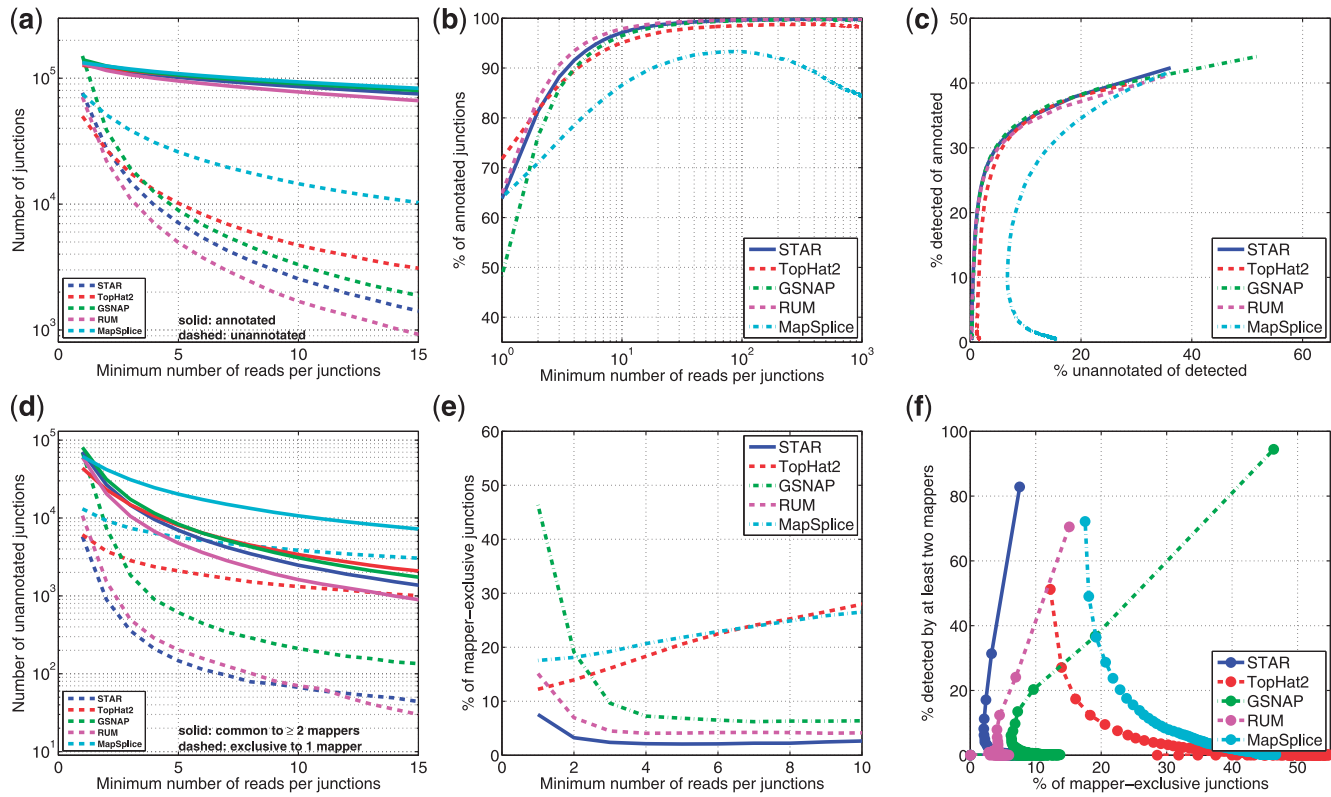 (a)
Number of junctions
10^5
10^4
10^3
0 5 10 15
Minimum number of reads per junctions
STAR
TopHat2
GSNAP
RUM
MapSplice
solid: annotated
dashed: unannotated
(b)
% of annotated junctions
100
90
80
70
60
50
40
10^0 10^1 10^2 10^3
Minimum number of reads per junctions
STAR
TopHat2
GSNAP
RUM
MapSplice
(c)
% detected of annotated
50
40
30
20
10
0
0 20 40 60
% unannotated of detected
STAR
TopHat2
GSNAP
RUM
MapSplice
(d)
Number of unannotated junctions
10^5
10^4
10^3
10^2
10^1
0 5 10 15
Minimum number of reads per junctions
STAR
TopHat2
GSNAP
RUM
MapSplice
solid: common to ≥ 2 mappers
dashed: exclusive to 1 mapper
(e)
% of mapper−exclusive junctions
60
50
40
30
20
10
0
0 2 4 6 8 10
Minimum number of reads per junctions
STAR
TopHat2
GSNAP
RUM
MapSplice
(f)
% detected by at least two mappers
100
80
60
40
20
0
0 10 20 30 40 50
% of mapper−exclusive junctions
STAR
TopHat2
GSNAP
RUM
MapSplice